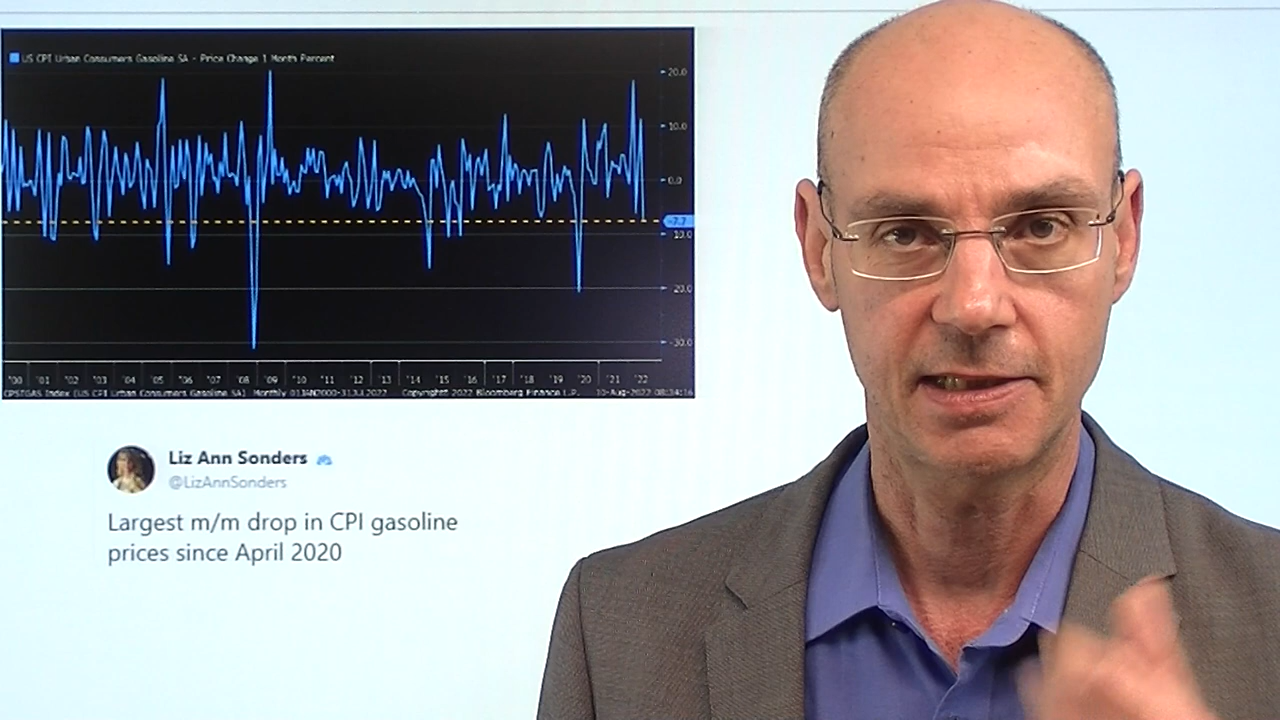 US CPI Urban Consumers Gasoline SA - Price Change 1 Month Percent
20.0
10.0
0.0
-7.7
-10.0
-20.0
-30.0
'00 '01 '02 '03 '04 '05 '06 '07 '08 '09 '10 '11 '12 '13 '14 '15 '16 '17 '18 '19 '20 '21 '22
CPSTGAS Index (US CPI Urban Consumers Gasoline SA) Monthly 01JAN2000-31JUL2022 Copyright© 2022 Bloomberg Finance L.P. 10-Aug-2022 08:34:16
Liz Ann Sonders
@LizAnnSonders
Largest m/m drop in CPI gasoline
prices since April 2020